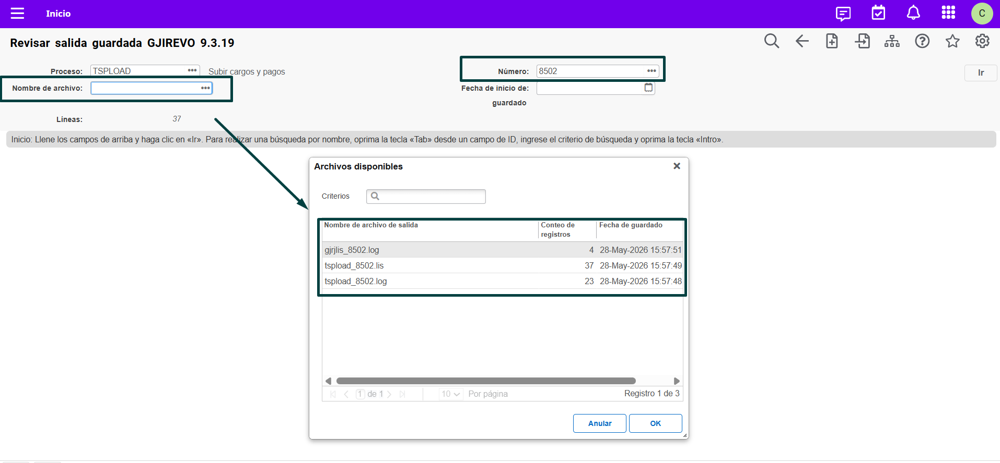 Inicio
C
Revisar salida guardada GJIREVO 9.3.19
Proceso: TSPLOAD ••• Subir cargos y pagos
Número: 8502 •••
Ir
Nombre de archivo: •••
Fecha de inicio de:
guardado
Líneas: 37
Inicio: Llene los campos de arriba y haga clic en «Ir». Para realizar una búsqueda por nombre, oprima la tecla «Tab» desde un campo de ID, ingrese el criterio de búsqueda y oprima la tecla «Intro».
Archivos disponibles
Criterios
Nombre de archivo de salida Conteo de registros Fecha de guardado
gjrjlis_8502.log 4 28-May-2026 15:57:51
tspload_8502.lis 37 28-May-2026 15:57:49
tspload_8502.log 23 28-May-2026 15:57:48
1 de 1 10 Por página Registro 1 de 3
Anular OK